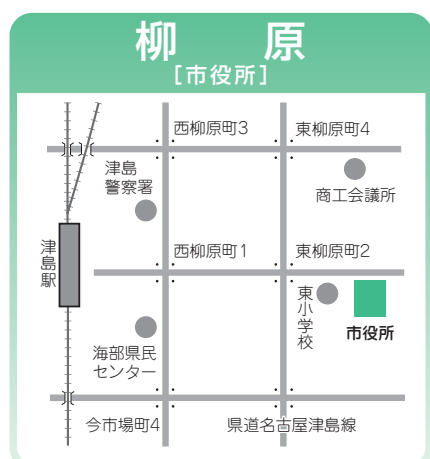 柳　原
[市役所]
西柳原町3
東柳原町4
津島
警察署
商工会議所
津島駅
西柳原町1
東柳原町2
東小学校
市役所
海部県民
センター
今市場町4
県道名古屋津島線